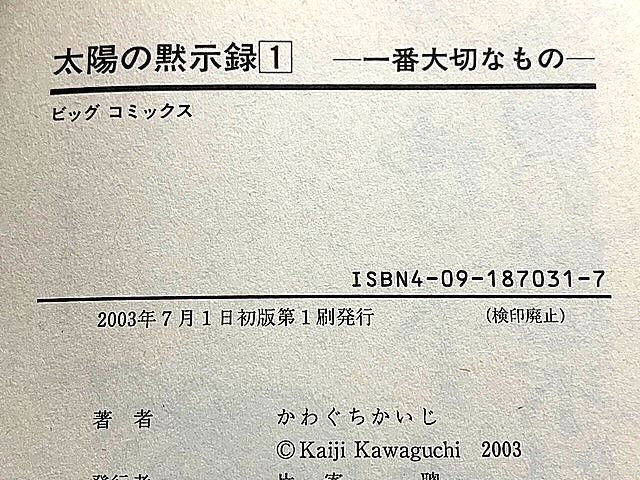 太陽の黙示録1 ―一番大切なもの―
ビッグ コミックス
ISBN4-09-187031-7
2003年7月1日初版第1刷発行 (検印廃止)
著 者 かわぐちかいじ
©Kaiji Kawaguchi 2003
発行者